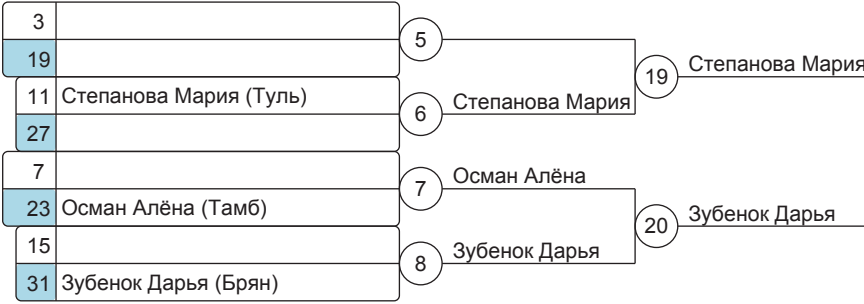 3
19
5
11 Степанова Мария (Туль)
27
6
Степанова Мария
19
Степанова Мария
7
23 Осман Алёна (Тамб)
7
Осман Алёна
15
31 Зубенок Дарья (Брян)
8
Зубенок Дарья
20
Зубенок Дарья